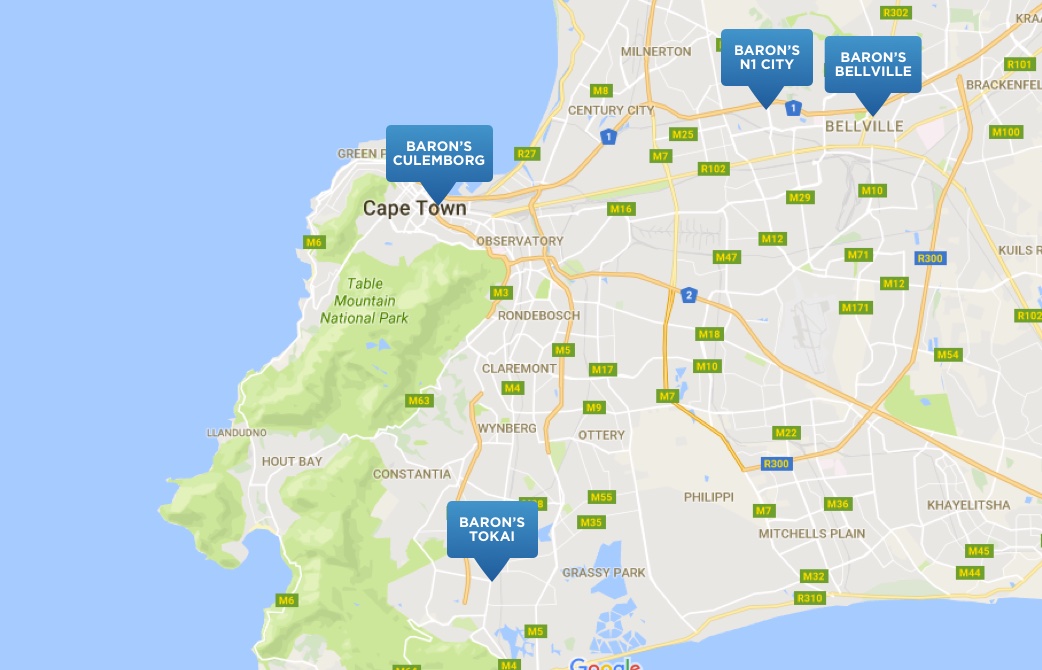 R302
KRAA
MILNERTON
BARON'S
N1 CITY
BARON'S
BELLVILLE
R101
BRACKENFEL
M8
CENTURY CITY
1
BELLVILLE
M100
1
M25
BARON'S
CULEMBORG
GREEN P
R27
M7
R102
M10
M29
Cape Town
M16
M6
OBSERVATORY
M12
M47
M71
R300
KUILS R
Table
Mountain
National Park
M3
2
M12
M171
RONDEBOSCH
R102
M18
M5
M54
CLAREMONT
M17
M10
M4
M63
M9
M7
LLANDUDNO
WYNBERG
OTTERY
M22
HOUT BAY
CONSTANTIA
R300
PHILIPPI
M55
M7
M36
KHAYELITSHA
BARON'S
TOKAI
M35
MITCHELLS PLAIN
M45
GRASSY PARK
M32
M44
M6
R310
M5
M4
Google